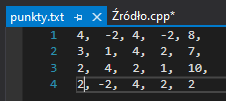 punkty.txt Źródło.cpp*
1 4, -2, 4, -2, 8,
2 3, 1, 4, 2, 7,
3 2, 4, 2, 1, 10,
4 2, -2, 4, 2, 2